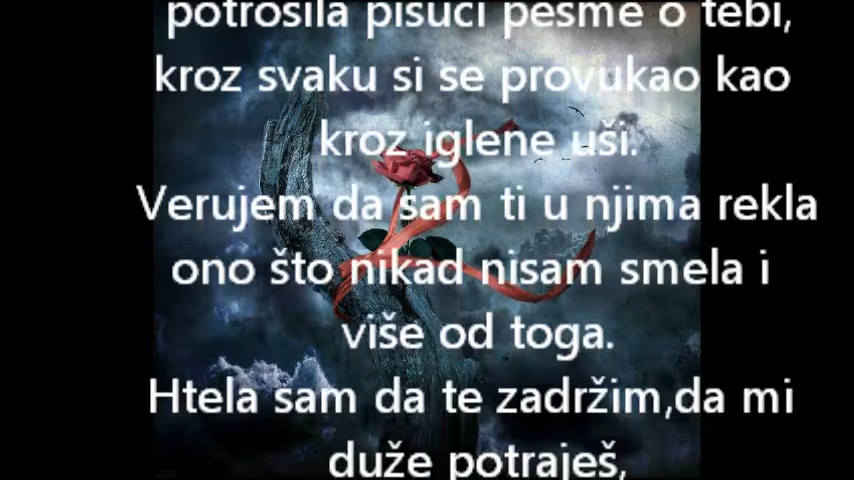 potrošila pišući pesme o tebi,
kroz svaku si se provukao kao
kroz iglene uši.
Verujem da sam ti u njima rekla
ono što nikad nisam smela i
više od toga.
Htela sam da te zadržim,da mi
duže potraješ,